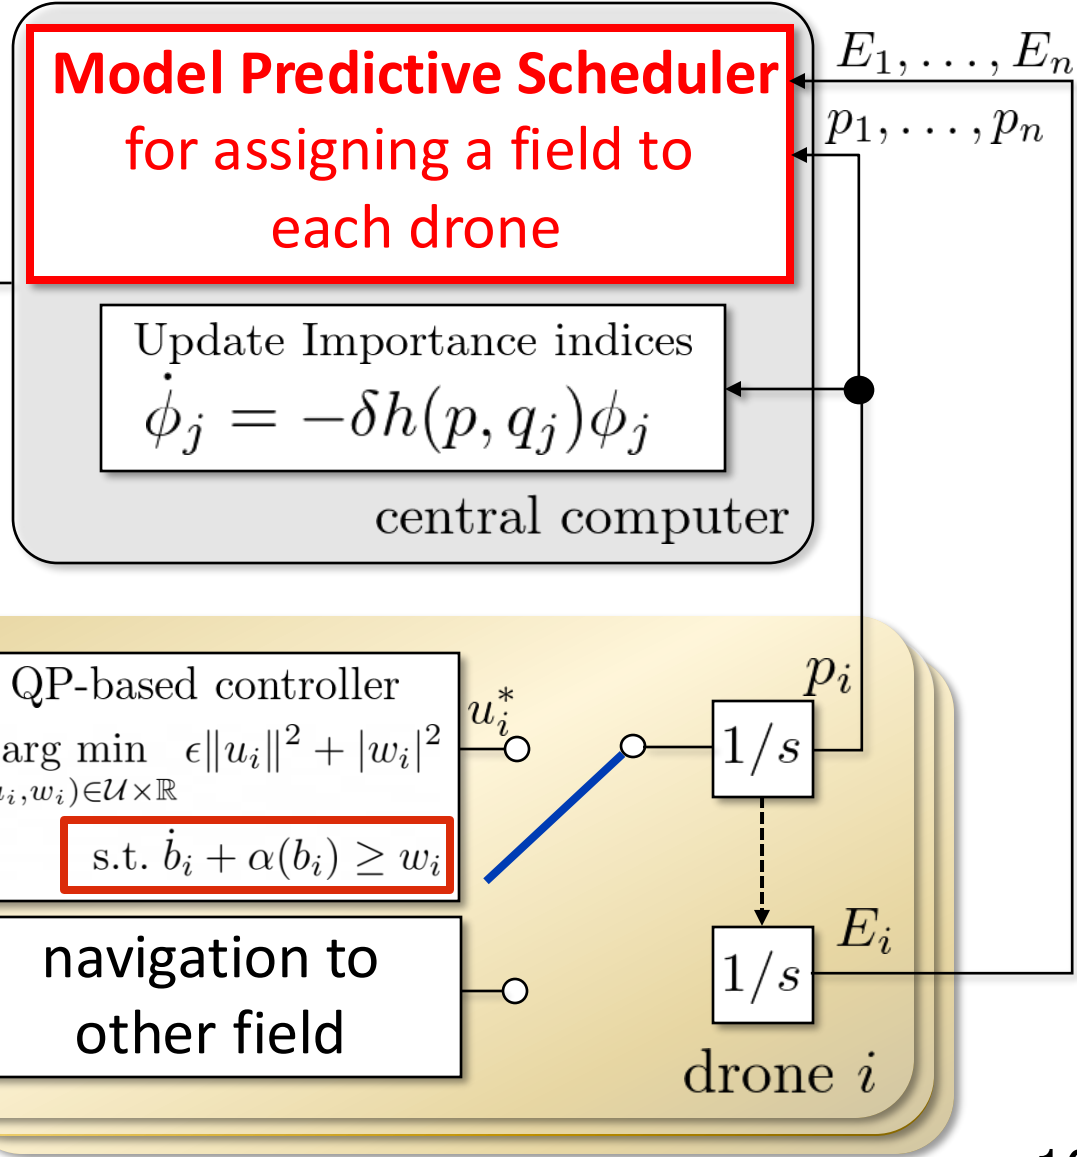 Model Predictive Scheduler
for assigning a field to
each drone
E₁, . . . , Eₙ
p₁, . . . , pₙ
Update Importance indices
ϕ̇ⱼ = −δh(p, qⱼ)ϕⱼ
central computer
QP-based controller
arg min ϵ‖uᵢ‖² + |wᵢ|²
ᵢ,wᵢ)∈𝒰×ℝ
s.t. ḃᵢ + α(bᵢ) ≥ wᵢ
uᵢ*
pᵢ
1/s
navigation to
other field
Eᵢ
1/s
drone i